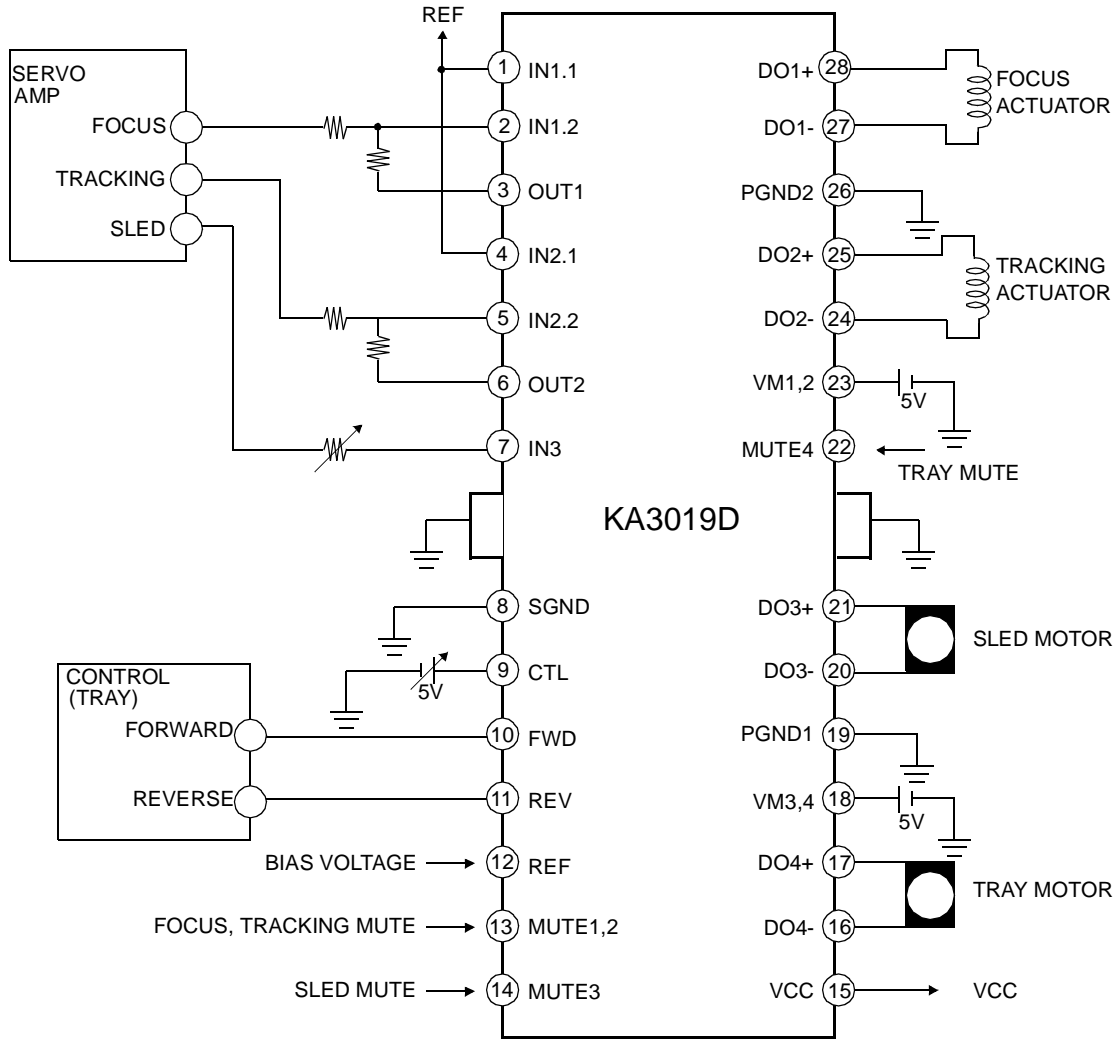 REF
SERVO
AMP
FOCUS
TRACKING
SLED
1 IN1.1
2 IN1.2
3 OUT1
4 IN2.1
5 IN2.2
6 OUT2
7 IN3
8 SGND
9 CTL
5V
10 FWD
11 REV
12 REF
13 MUTE1,2
14 MUTE3
CONTROL
(TRAY)
FORWARD
REVERSE
BIAS VOLTAGE
FOCUS, TRACKING MUTE
SLED MUTE
KA3019D
DO1+ 28
DO1- 27
PGND2 26
DO2+ 25
DO2- 24
VM1,2 23
5V
MUTE4 22
TRAY MUTE
DO3+ 21
DO3- 20
PGND1 19
VM3,4 18
5V
DO4+ 17
DO4- 16
VCC 15
FOCUS
ACTUATOR
TRACKING
ACTUATOR
SLED MOTOR
TRAY MOTOR
VCC